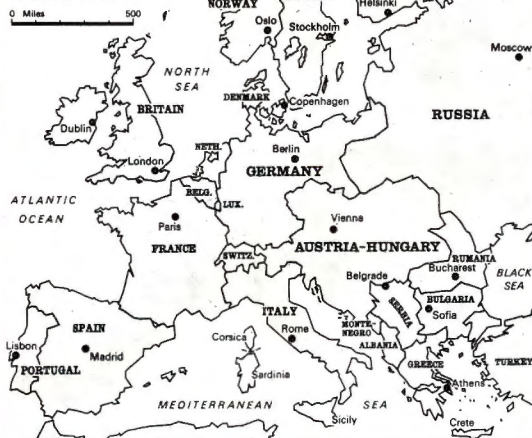 NORWAY
Helsinki
0 Miles 500
Oslo
Stockholm
Moscow
NORTH
SEA
DENMARK
Copenhagen
BRITAIN
RUSSIA
Dublin
NETH.
Berlin
London
GERMANY
BELG.
ATLANTIC
OCEAN
LUX.
Paris
Vienna
FRANCE
AUSTRIA-HUNGARY
SWITZ.
RUMANIA
Belgrade
Bucharest
BLACK
SEA
SERBIA
BULGARIA
ITALY
Sofia
MONTE-
NEGRO
SPAIN
Corsica
Rome
ALBANIA
Lisbon
Madrid
GREECE
TURKEY
PORTUGAL
Sardinia
Athens
MEDITERRANEAN SEA
Sicily
Crete